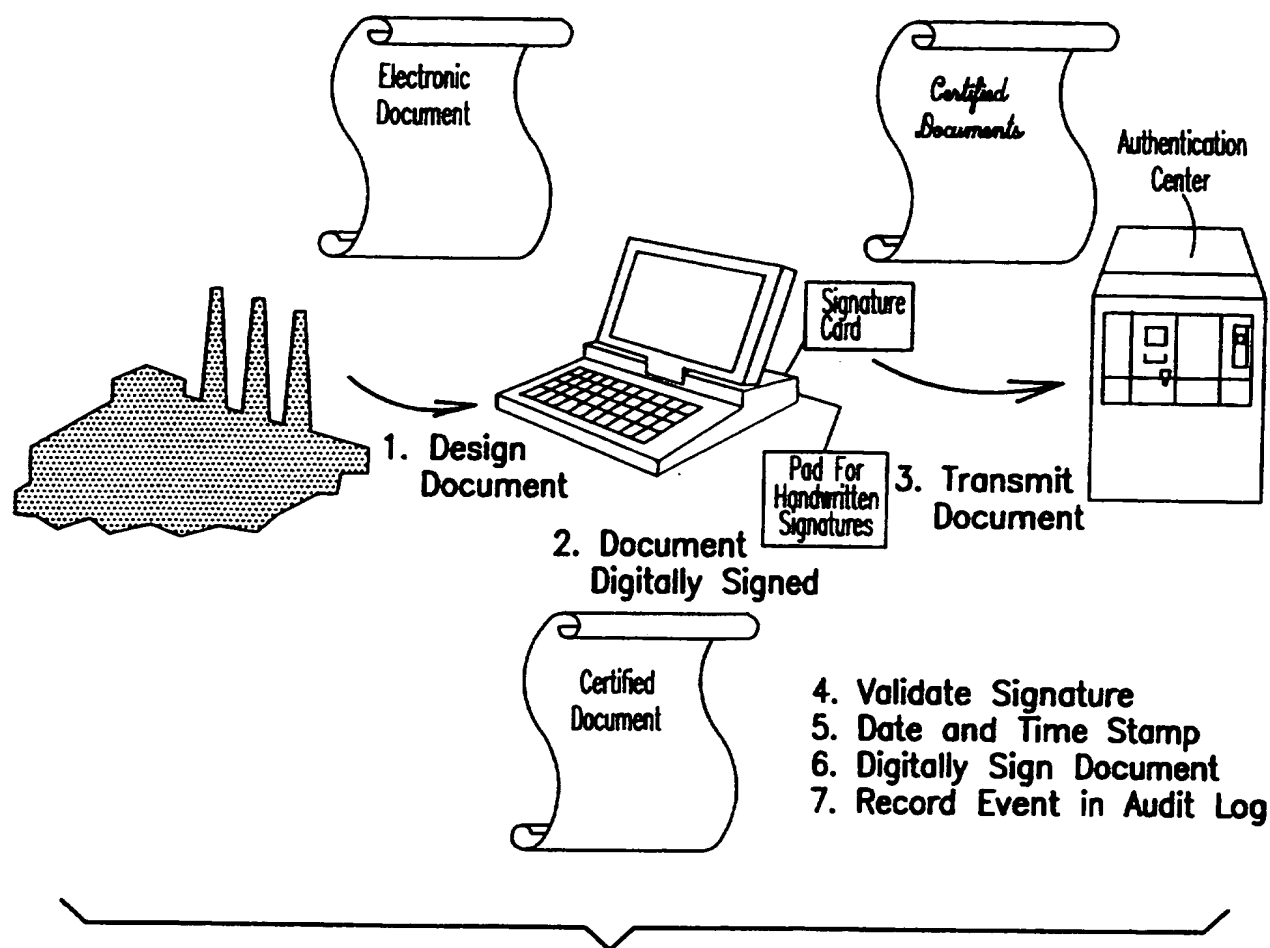 Electronic
Document
Certified
Documents
Authentication
Center
Signature
Card
1. Design
Document
Pad For
Handwritten
Signatures
3. Transmit
Document
2. Document
Digitally Signed
Certified
Document
4. Validate Signature
5. Date and Time Stamp
6. Digitally Sign Document
7. Record Event in Audit Log